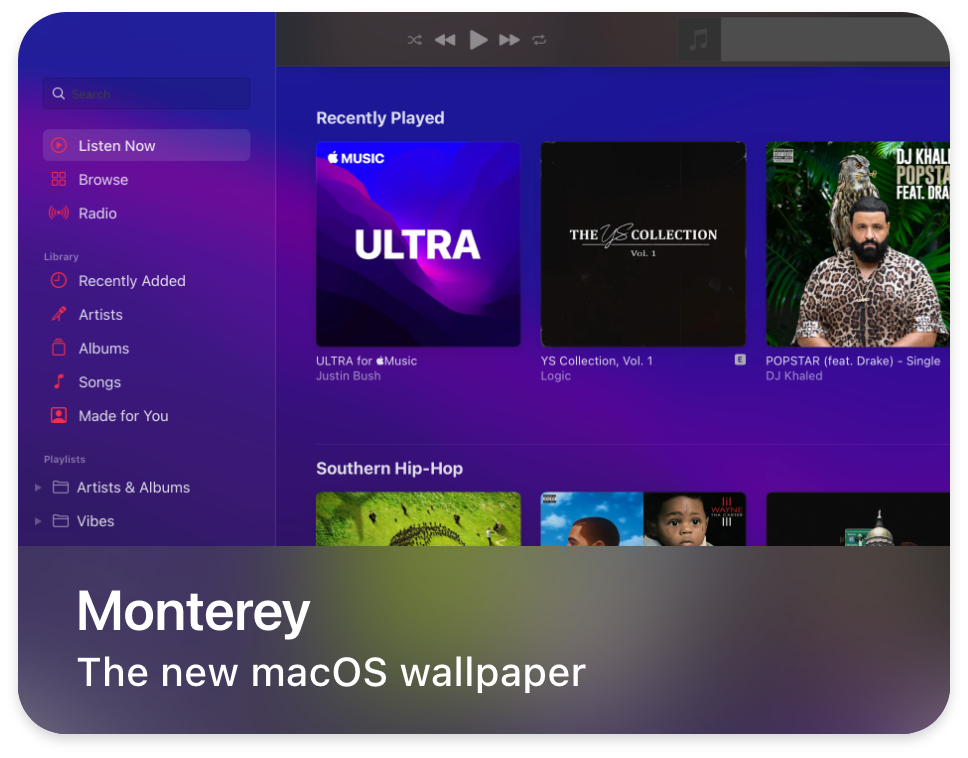 Search
Listen Now
Browse
Radio
Library
Recently Added
Artists
Albums
Songs
Made for You
Playlists
Artists & Albums
Vibes
Recently Played
MUSIC
ULTRA
THE YS COLLECTION
Vol. 1
DJ KHAL
POPSTA
FEAT. DRA
ULTRA for Music
Justin Bush
YS Collection, Vol. 1
E
Logic
POPSTAR (feat. Drake) - Single
DJ Khaled
Southern Hip-Hop
lil
WAYNE
THA CARTER
III
Monterey
The new macOS wallpaper